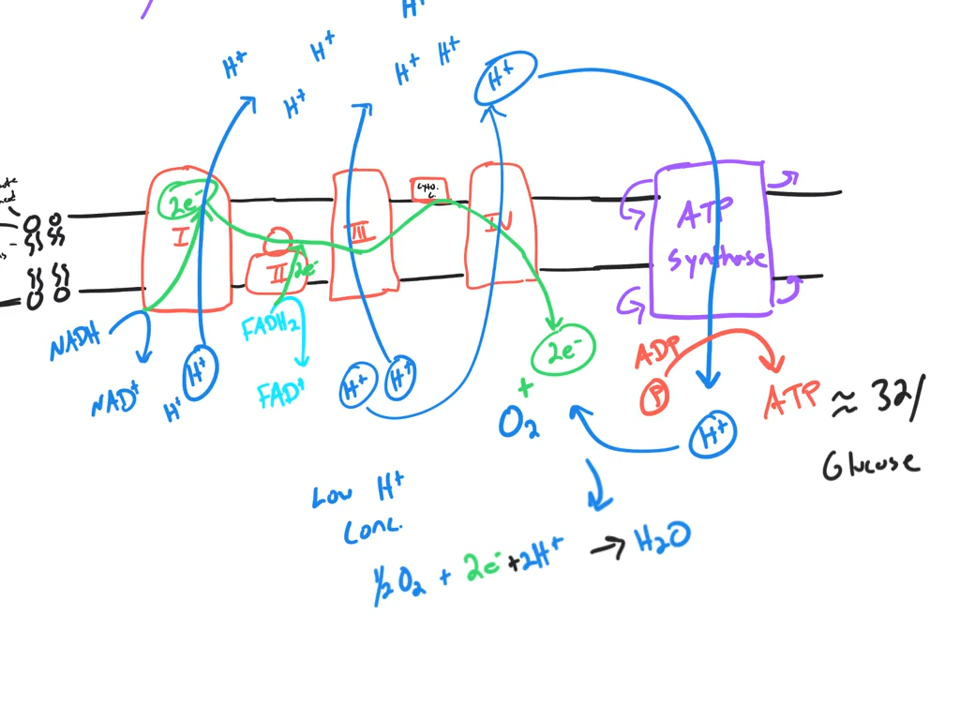 H⁺
H⁺
H⁺
H⁺
H⁺
H⁺
H⁺
2e⁻
I
II
2e⁻
III
Cyto.
C
IV
ATP
synthase
NADH
NAD⁺
H⁺
H⁺
FADH₂
FAD⁺
H⁺
H⁺
2e⁻
+
O₂
ADP
P
ATP ≈ 32/
Glucose
H⁺
Low H⁺
Conc.
½O₂ + 2e⁻ + 2H⁺ → H₂O